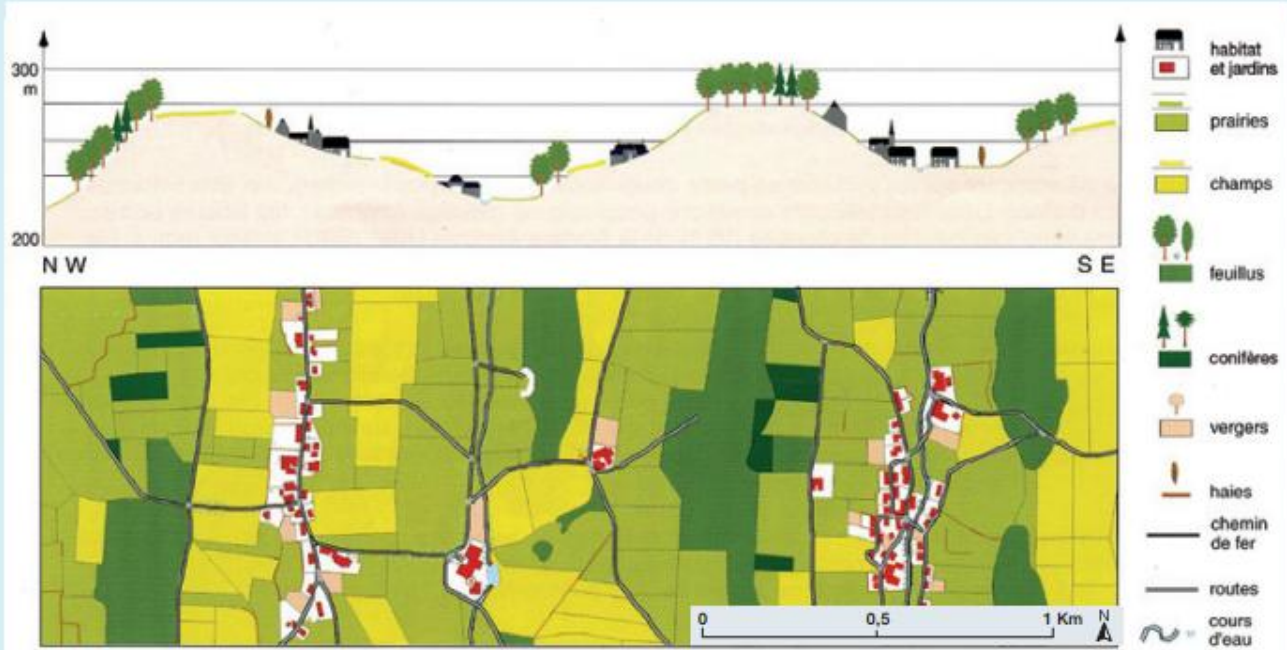 300
m
200
N W
S E
habitat
et jardins
prairies
champs
feuillus
conifères
vergers
haies
chemin
de fer
routes
cours
d'eau
0
0,5
1 Km
N